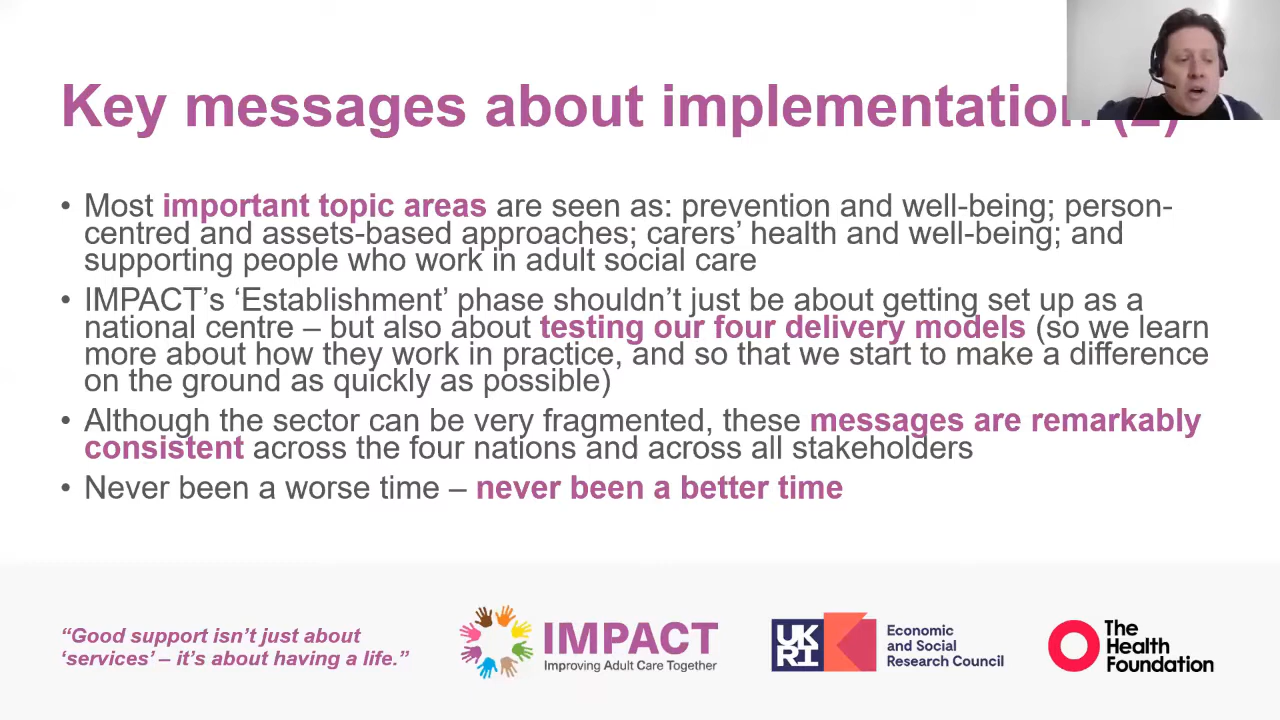 Key messages about implementation (2)
• Most important topic areas are seen as: prevention and well-being; person-
centred and assets-based approaches; carers’ health and well-being; and
supporting people who work in adult social care
• IMPACT’s ‘Establishment’ phase shouldn’t just be about getting set up as a
national centre – but also about testing our four delivery models (so we learn
more about how they work in practice, and so that we start to make a difference
on the ground as quickly as possible)
• Although the sector can be very fragmented, these messages are remarkably
consistent across the four nations and across all stakeholders
• Never been a worse time – never been a better time
“Good support isn’t just about
‘services’ – it’s about having a life.”
IMPACT
Improving Adult Care Together
UK
RI
Economic
and Social
Research Council
The
Health
Foundation